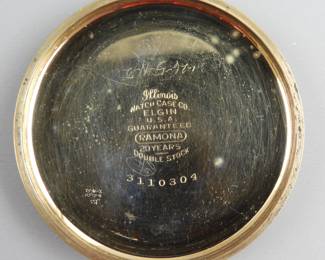 Illinois
WATCH CASE CO.
ELGIN
U.S.A.
GUARANTEED
RAMONA
20 YEARS
DOUBLE STOCK
3110304